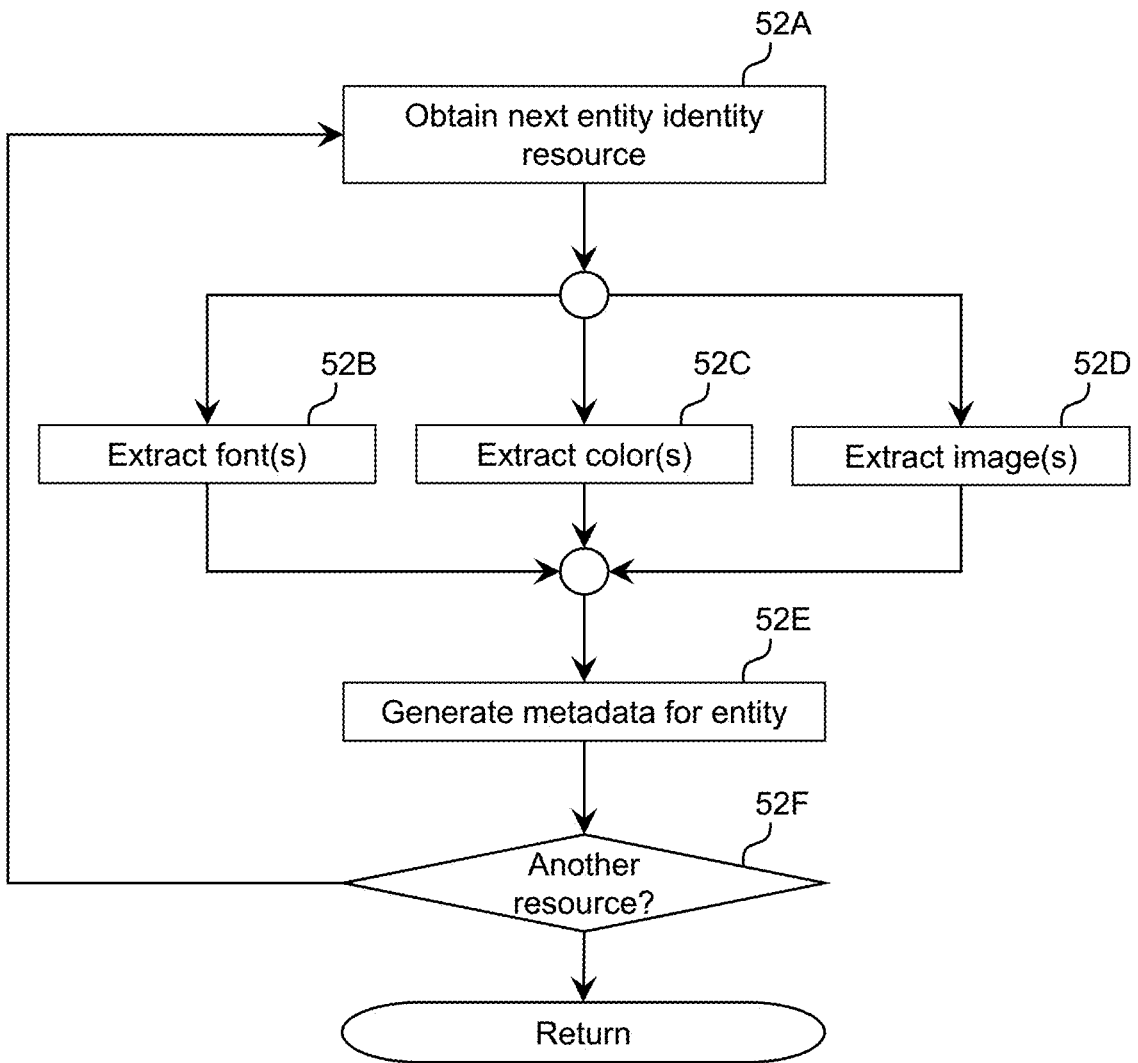 52A
Obtain next entity identity
resource
52B
52C
52D
Extract font(s)
Extract color(s)
Extract image(s)
52E
Generate metadata for entity
52F
Another
resource?
Return